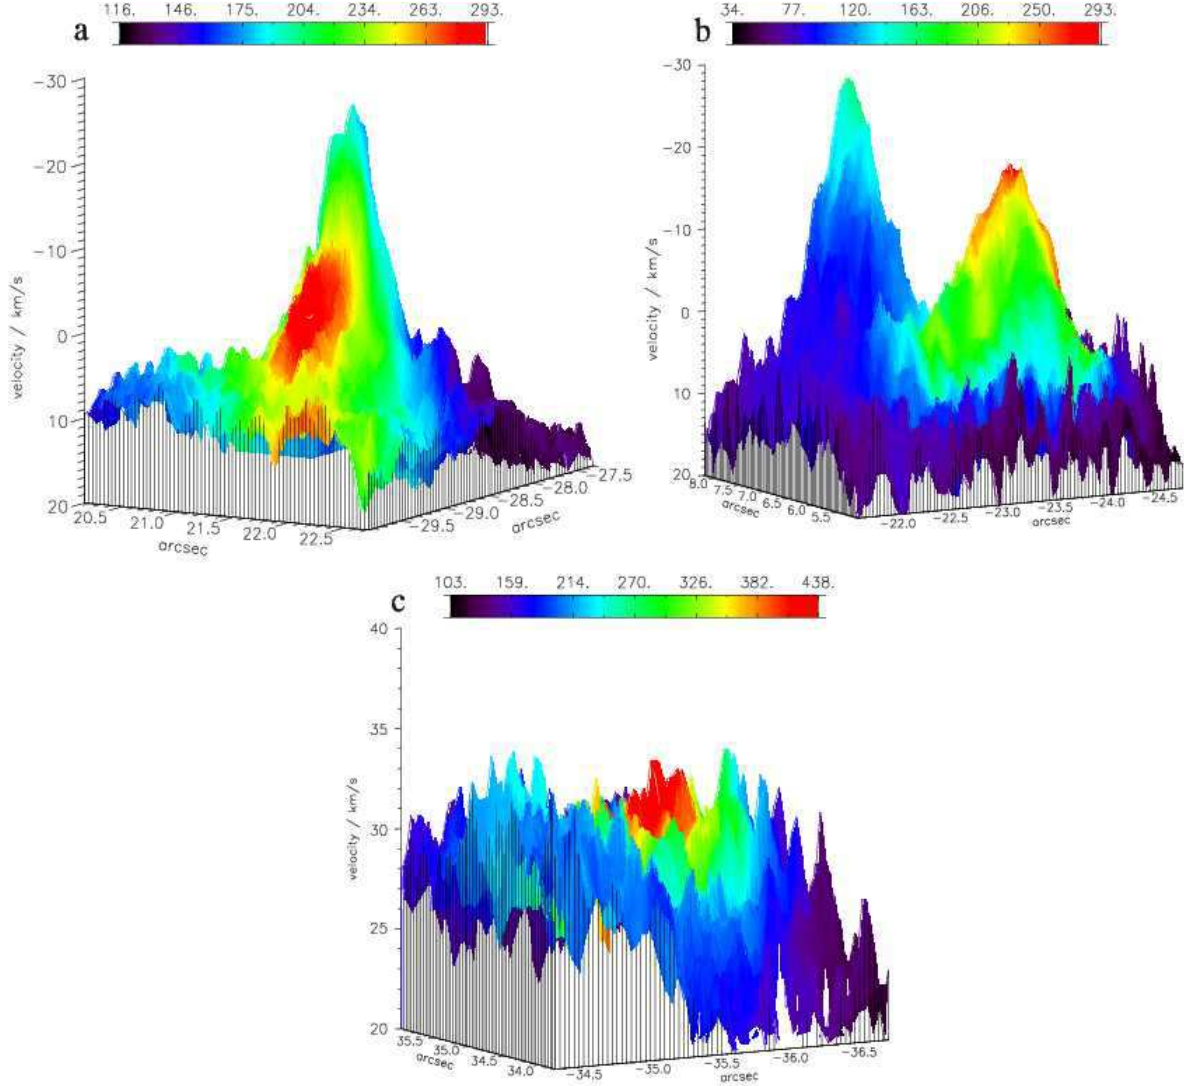 116. 146. 175. 204. 234. 263. 293.
a
-30
-20
-10
0
10
20
velocity / km/s
20.5 21.0 21.5 22.0 22.5
arcsec
-29.5 -29.0 -28.5 -28.0 -27.5
arcsec
34. 77. 120. 163. 206. 250. 293.
b
-30
-20
-10
0
10
20
velocity / km/s
8.0 7.5 7.0 6.5 6.0 5.5
arcsec
-22.0 -22.5 -23.0 -23.5 -24.0 -24.5
arcsec
103. 159. 214. 270. 326. 382. 438.
c
40
35
30
25
20
velocity / km/s
35.5 35.0 34.5 34.0
arcsec
-34.5 -35.0 -35.5 -36.0 -36.5
arcsec